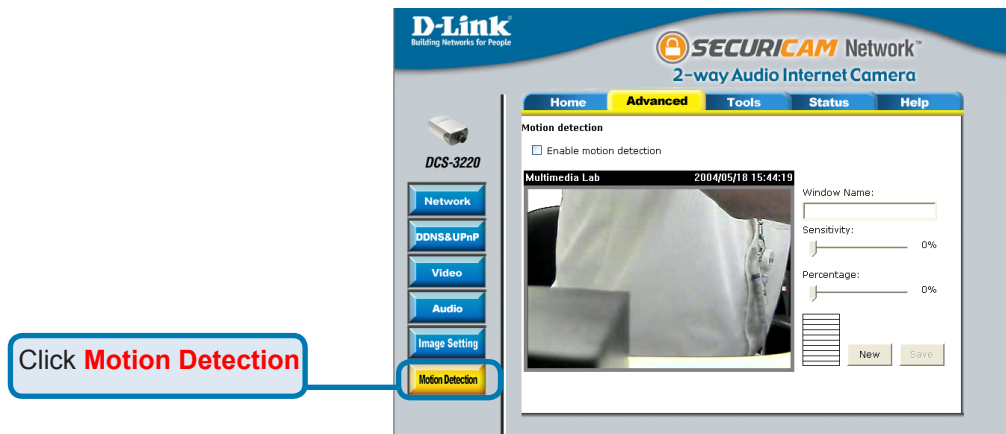 D-Link®
Building Networks for People
SECURICAM Network™
2-way Audio Internet Camera
Home Advanced Tools Status Help
DCS-3220
Network
DDNS&UPnP
Video
Audio
Image Setting
Motion Detection
Motion detection
Enable motion detection
Multimedia Lab 2004/05/18 15:44:19
Window Name:
Sensitivity:
0%
Percentage:
0%
New Save
Click Motion Detection